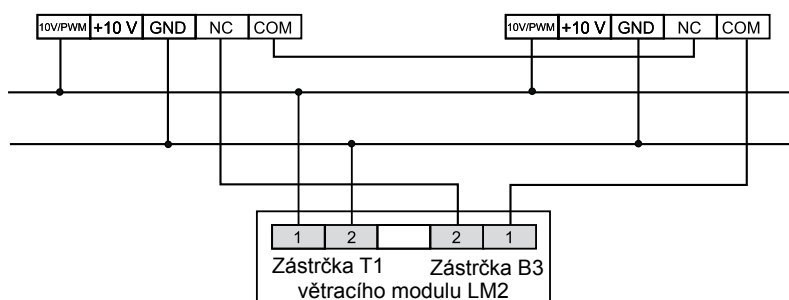 10V/PWM +10 V GND NC COM 10V/PWM +10 V GND NC COM
1 2 2 1
Zástrčka T1 Zástrčka B3
větracího modulu LM2